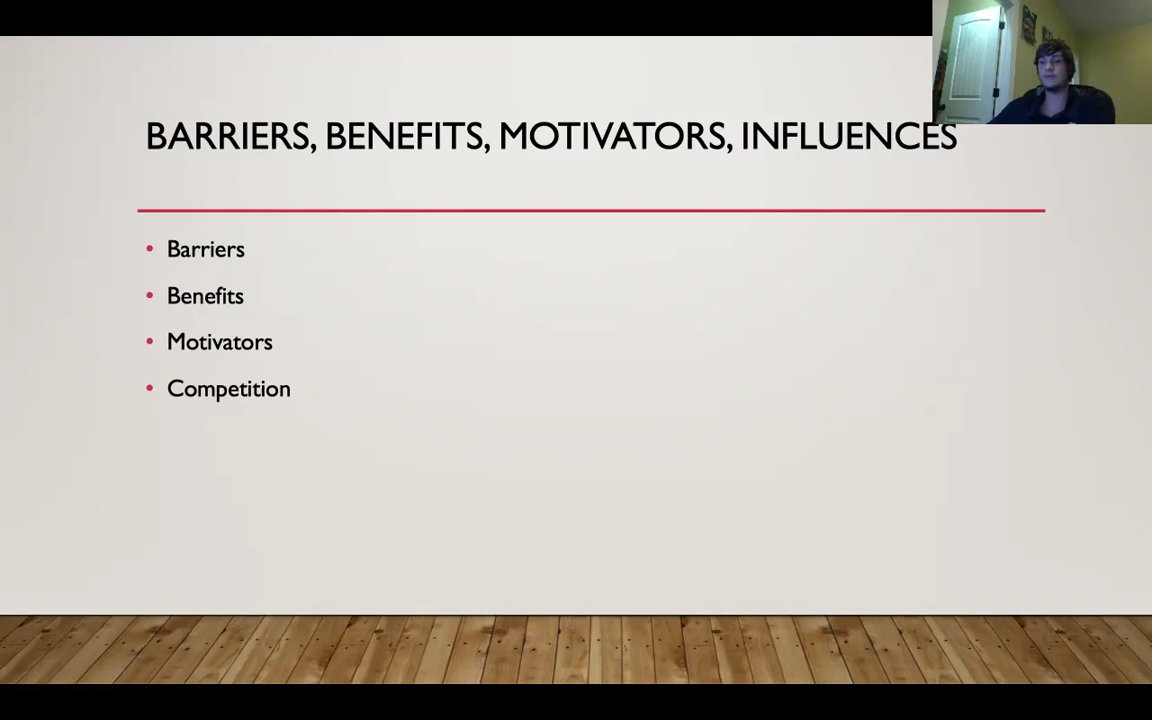 BARRIERS, BENEFITS, MOTIVATORS, INFLUENCES
• Barriers
• Benefits
• Motivators
• Competition